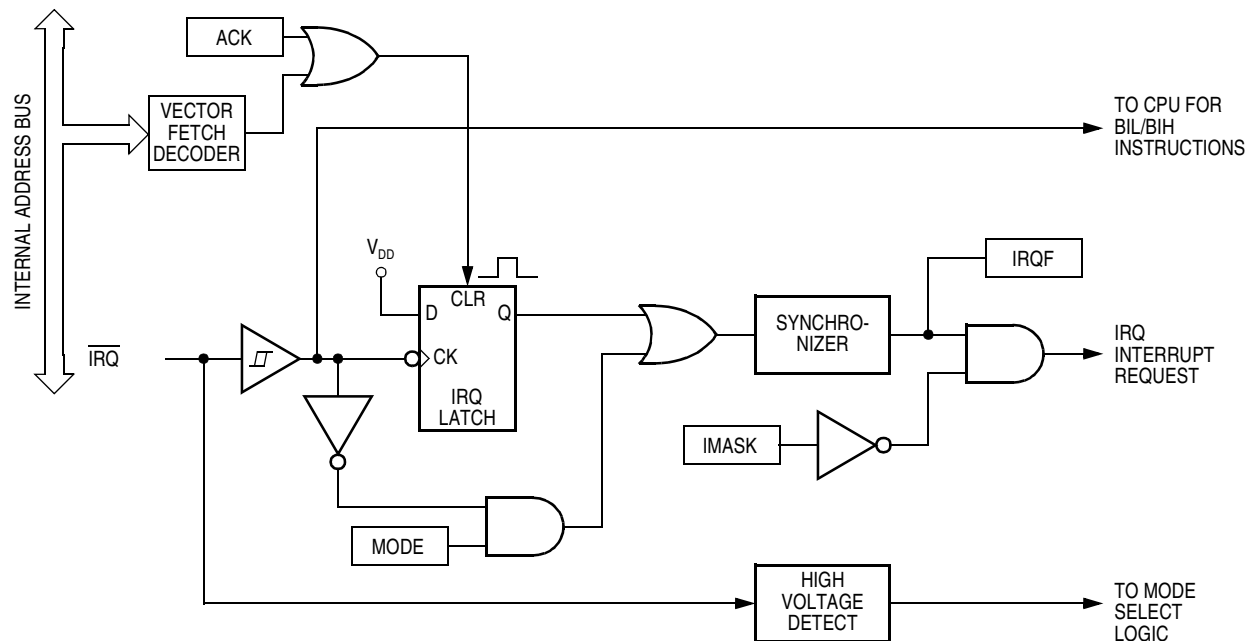 ACK
INTERNAL ADDRESS BUS
VECTOR
FETCH
DECODER
TO CPU FOR
BIL/BIH
INSTRUCTIONS
VDD
CLR
D
Q
CK
IRQ
LATCH
IRQ
SYNCHRO-
NIZER
IRQF
IRQ
INTERRUPT
REQUEST
IMASK
MODE
HIGH
VOLTAGE
DETECT
TO MODE
SELECT
LOGIC